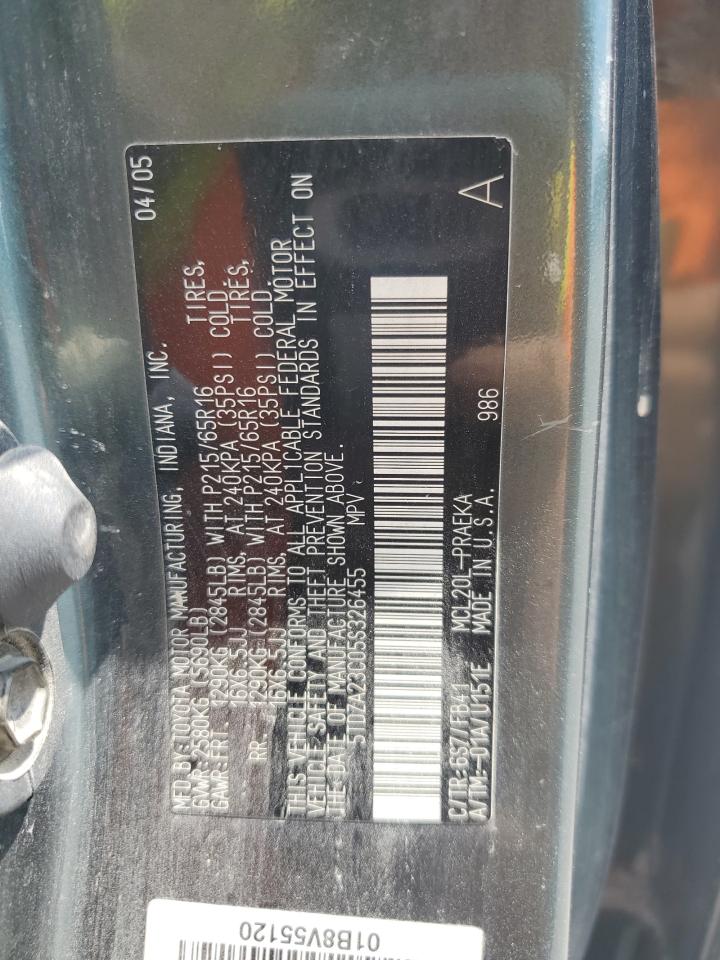 MFD BY:TOYOTA MOTOR MANUFACTURING, INDIANA, INC. 04/05
GVWR:2580KG (5690LB)
GAWR:FRT. 1290KG (2845LB) WITH P215/65R16 TIRES,
16X6.5JJ RIMS, AT 240KPA (35PSI) COLD.
RR. 1290KG (2845LB) WITH P215/65R16 TIRES,
16X6.5JJ RIMS, AT 240KPA (35PSI) COLD.
THIS VEHICLE CONFORMS TO ALL APPLICABLE FEDERAL MOTOR
VEHICLE SAFETY AND THEFT PREVENTION STANDARDS IN EFFECT ON
THE DATE OF MANUFACTURE SHOWN ABOVE.
5TDZA23C05S326455 MPV
C/TR:6S7/FB41 MCL20L-PRAEKA A
A/TM:-01A/U151E MADE IN U.S.A. 986
01B8V55120